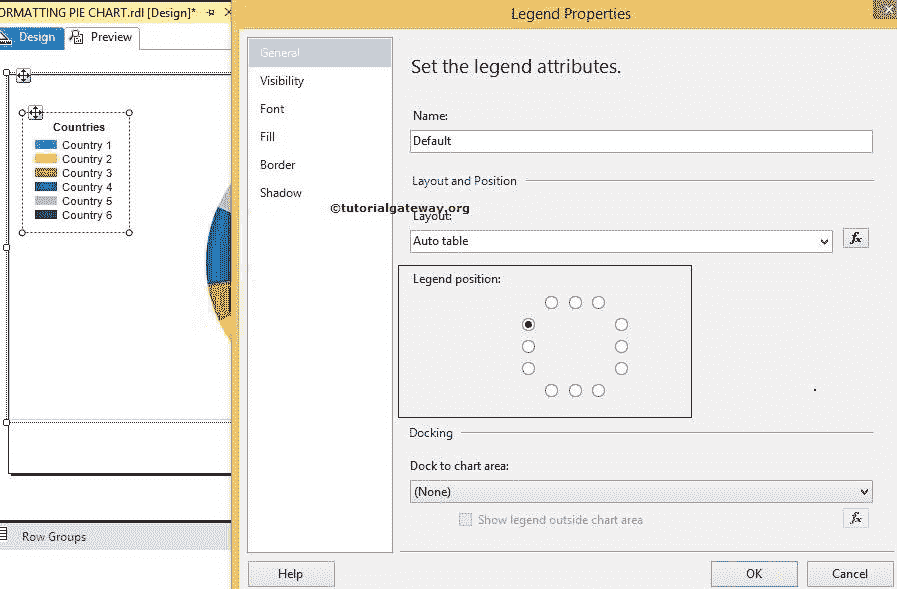 ORMATTING PIE CHART.rdl [Design]*
Legend Properties
Design
Preview
General
Visibility
Font
Fill
Border
Shadow
Set the legend attributes.
Name:
Default
Layout and Position
©tutorialgateway.org
Layout:
Auto table
fx
Legend position:
Docking
Dock to chart area:
(None)
Show legend outside chart area
fx
Countries
Country 1
Country 2
Country 3
Country 4
Country 5
Country 6
Row Groups
Help
OK
Cancel